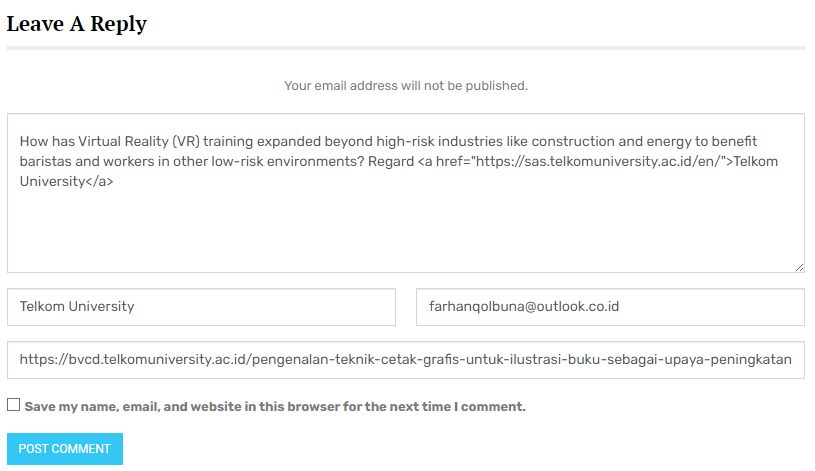 Leave A Reply
Your email address will not be published.
How has Virtual Reality (VR) training expanded beyond high-risk industries like construction and energy to benefit
baristas and workers in other low-risk environments? Regard <a href="https://sas.telkomuniversity.ac.id/en/">Telkom
University</a>
Telkom University
farhanqolbuna@outlook.co.id
https://bvcd.telkomuniversity.ac.id/pengenalan-teknik-cetak-grafis-untuk-ilustrasi-buku-sebagai-upaya-peningkatan
Save my name, email, and website in this browser for the next time I comment.
POST COMMENT